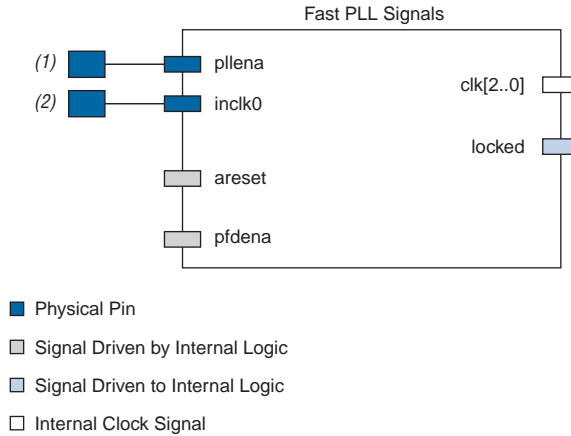 Fast PLL Signals
(1)
pllena
clk[2..0]
(2)
inclk0
locked
areset
pfdena
Physical Pin
Signal Driven by Internal Logic
Signal Driven to Internal Logic
Internal Clock Signal